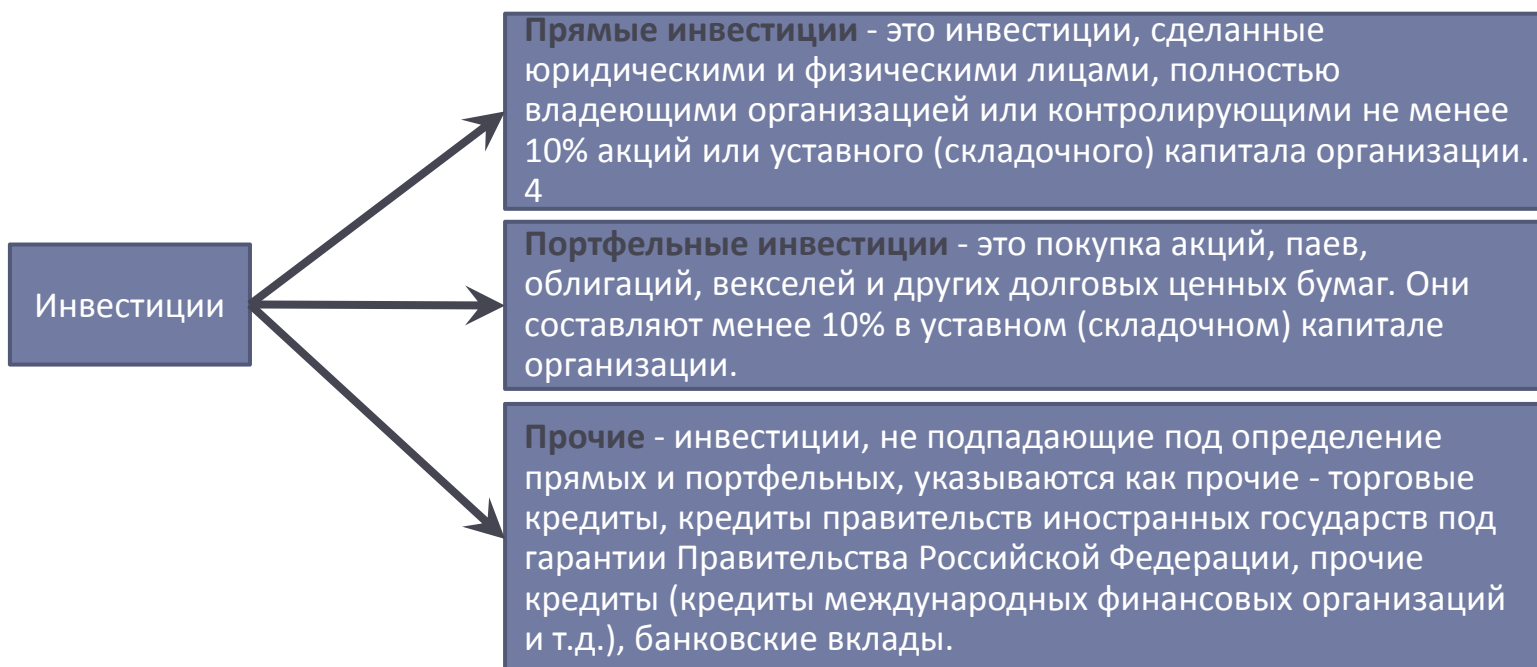 Прямые инвестиции - это инвестиции, сделанные
юридическими и физическими лицами, полностью
владеющими организацией или контролирующими не менее
10% акций или уставного (складочного) капитала организации.
4
Инвестиции
Портфельные инвестиции - это покупка акций, паев,
облигаций, векселей и других долговых ценных бумаг. Они
составляют менее 10% в уставном (складочном) капитале
организации.
Прочие - инвестиции, не подпадающие под определение
прямых и портфельных, указываются как прочие - торговые
кредиты, кредиты правительств иностранных государств под
гарантии Правительства Российской Федерации, прочие
кредиты (кредиты международных финансовых организаций
и т.д.), банковские вклады.